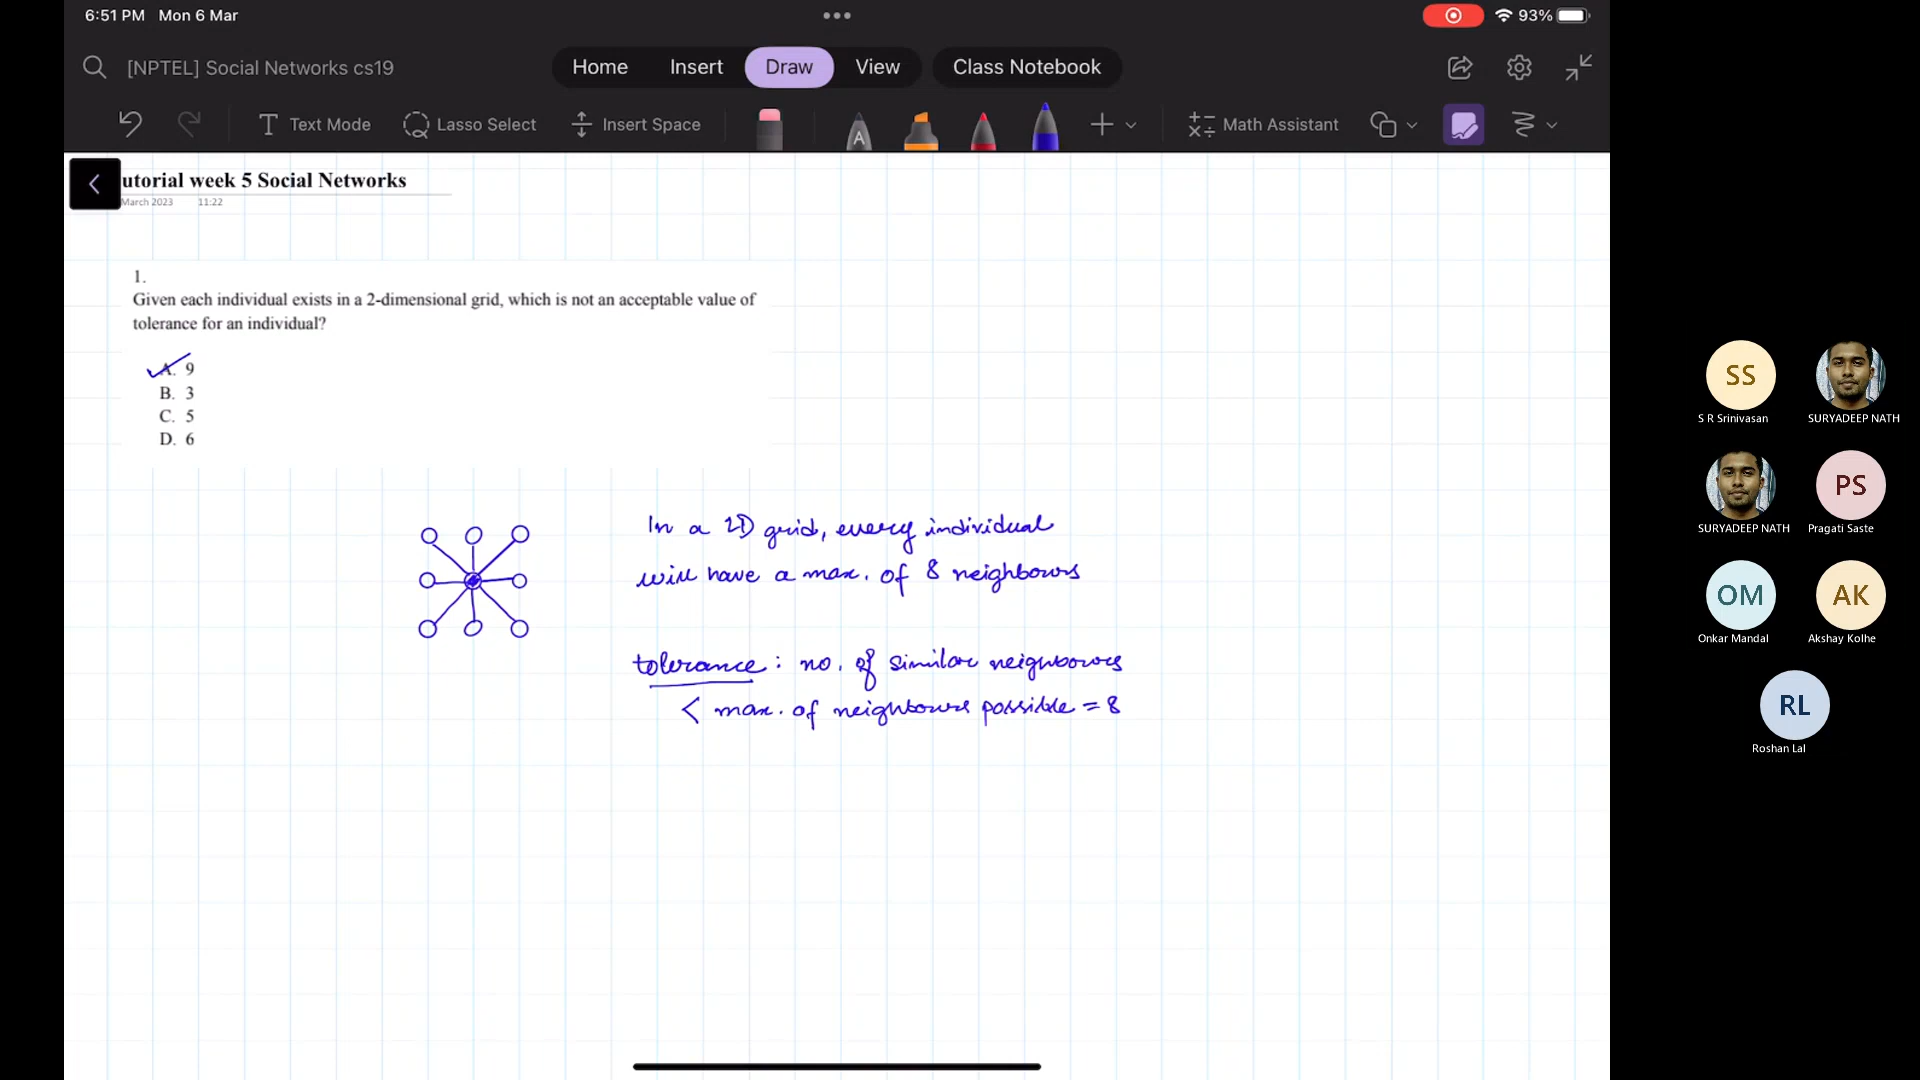 6:51 PM Mon 6 Mar
93%
[NPTEL] Social Networks cs19
Home Insert Draw View Class Notebook
Text Mode Lasso Select Insert Space A Math Assistant
utorial week 5 Social Networks
March 2023 11:22
1.
Given each individual exists in a 2-dimensional grid, which is not an acceptable value of
tolerance for an individual?
A. 9
B. 3
C. 5
D. 6
In a 2D grid, every individual
will have a max. of 8 neighbours
tolerance : no. of similar neighbours
< max. of neighbours possible = 8
SS
S R Srinivasan
SURYADEEP NATH
SURYADEEP NATH
PS
Pragati Saste
OM
Onkar Mandal
AK
Akshay Kolhe
RL
Roshan Lal